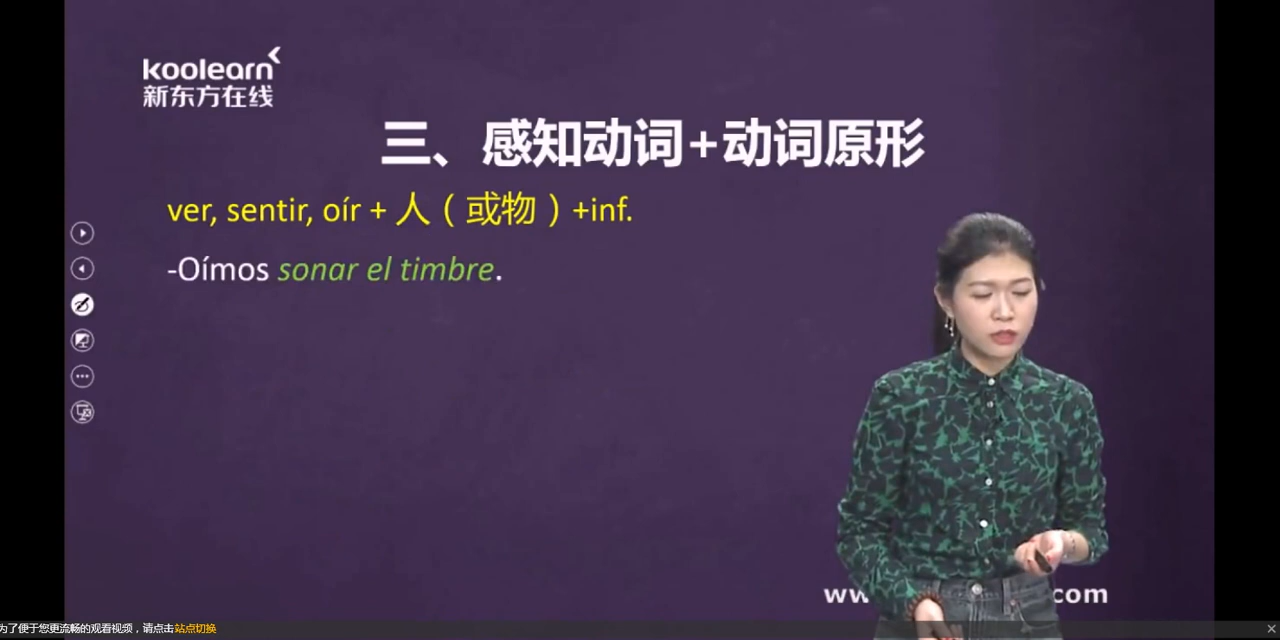 koolearn
新东方在线
三、感知动词+动词原形
ver, sentir, oír + 人（或物）+inf.
-Oímos sonar el timbre.
ww com
为了便于您更流畅的观看视频，请点击站点切换